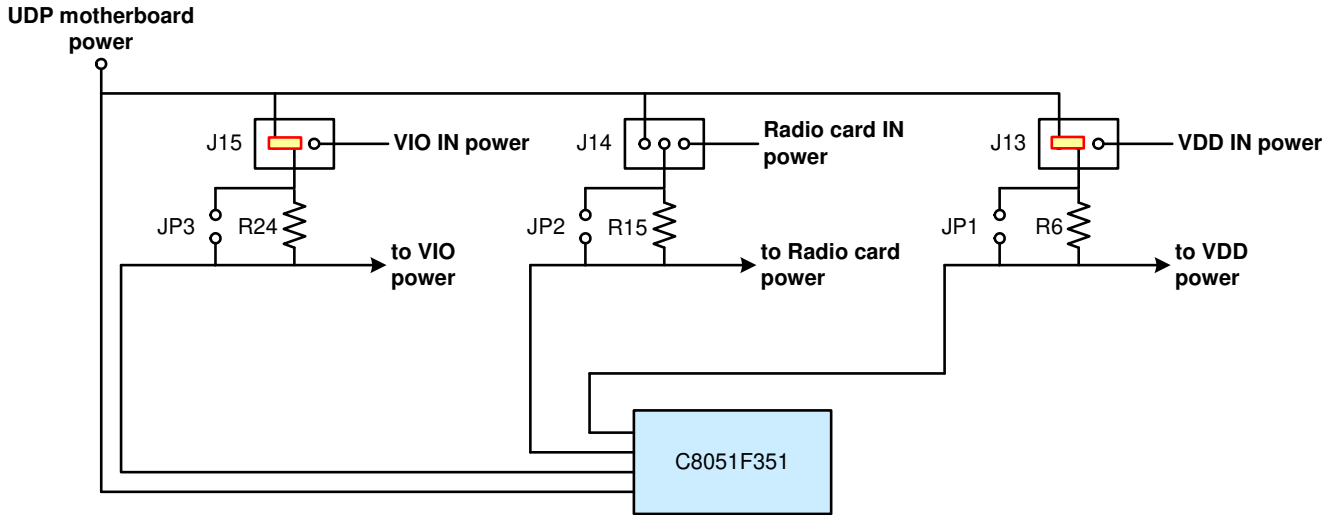 UDP motherboard
power
J15
VIO IN power
J14
Radio card IN
power
J13
VDD IN power
JP3
R24
JP2
R15
JP1
R6
to VIO
power
to Radio card
power
to VDD
power
C8051F351